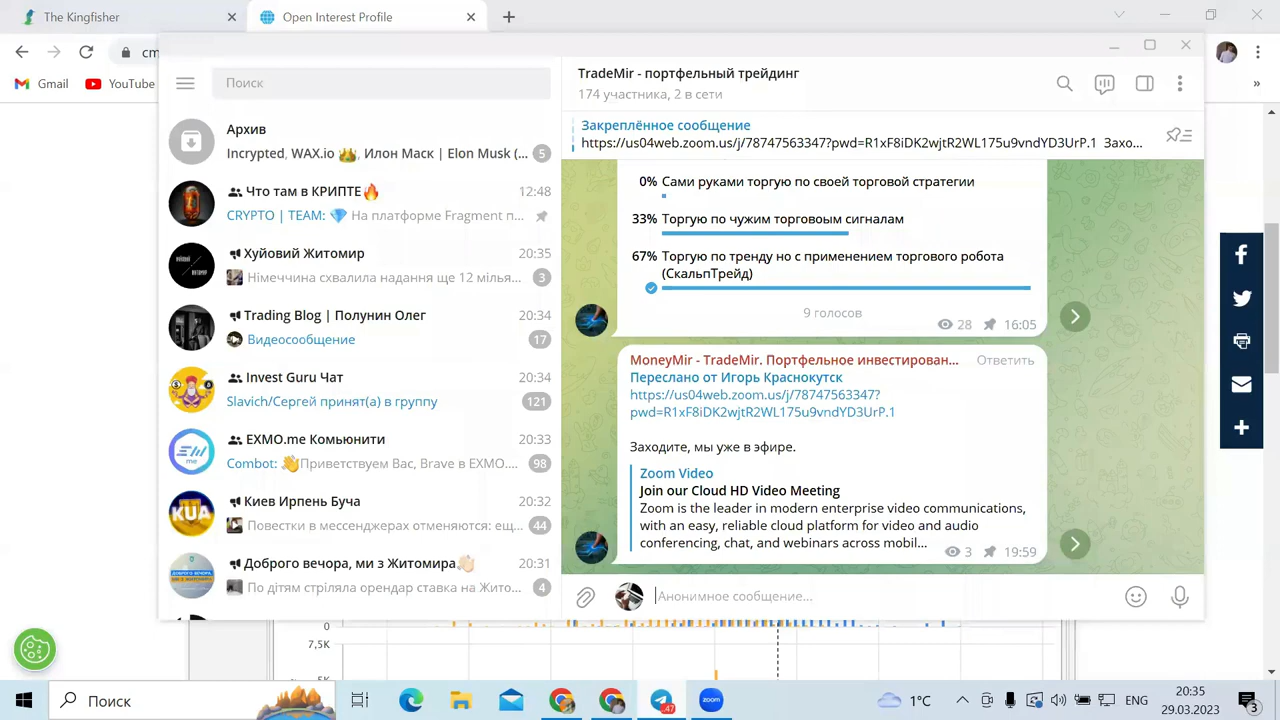 The Kingfisher
Open Interest Profile
cm
Gmail
YouTube
»
Поиск
Архив
Incrypted, WAX.io 👑, Илон Маск | Elon Musk (...
5
Что там в КРИПТЕ🔥
12:48
CRYPTO | TEAM: 💎 На платформе Fragment п...
Хуйовий Житомир
20:35
Німеччина схвалила надання ще 12 мілья...
3
Trading Blog | Полунин Олег
20:34
Видеосообщение
17
Invest Guru Чат
20:34
Slavich/Сергей принят(а) в группу
121
EXMO.me Комьюнити
20:33
Combot: 👋Приветствуем Вас, Brave в EXMO....
98
Киев Ирпень Буча
20:32
Повестки в мессенджерах отменяются: ещ...
44
Доброго вечора, ми з Житомира👋🏻
20:31
По дітям стріляла орендар ставка на Жито...
4
TradeMir - портфельный трейдинг
174 участника, 2 в сети
Закреплённое сообщение
https://us04web.zoom.us/j/78747563347?pwd=R1xF8iDK2wjtR2WL175u9vndYD3UrP.1 Захо...
0% Сами руками торгую по своей торговой стратегии
33% Торгую по чужим торговоым сигналам
67% Торгую по тренду но с применением торгового робота
(СкальпТрейд)
9 голосов
28
16:05
MoneyMir - TradeMir. Портфельное инвестирован...
Ответить
Переслано от Игорь Краснокутск
https://us04web.zoom.us/j/78747563347?
pwd=R1xF8iDK2wjtR2WL175u9vndYD3UrP.1
Заходите, мы уже в эфире.
Zoom Video
Join our Cloud HD Video Meeting
Zoom is the leader in modern enterprise video communications,
with an easy, reliable cloud platform for video and audio
conferencing, chat, and webinars across mobil...
3
19:59
Анонимное сообщение...
0
7,5K
5K
Поиск
.47
zoom
1°C
ENG
20:35
29.03.2023
3